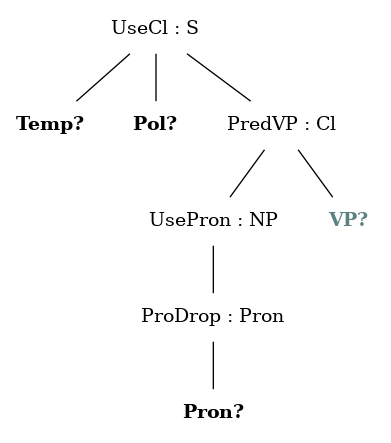 UseCl : S
Temp? Pol? PredVP : Cl
UsePron : NP VP?
ProDrop : Pron
Pron?